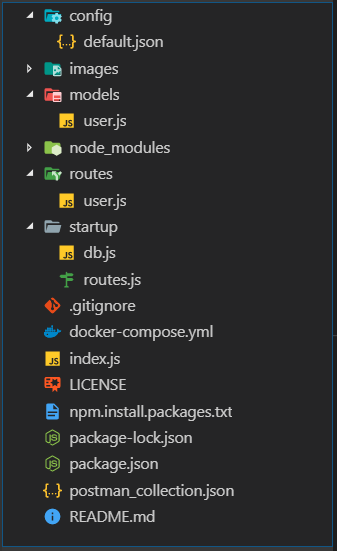 config
default.json
images
models
user.js
node_modules
routes
user.js
startup
db.js
routes.js
.gitignore
docker-compose.yml
index.js
LICENSE
npm.install.packages.txt
package-lock.json
package.json
postman_collection.json
README.md